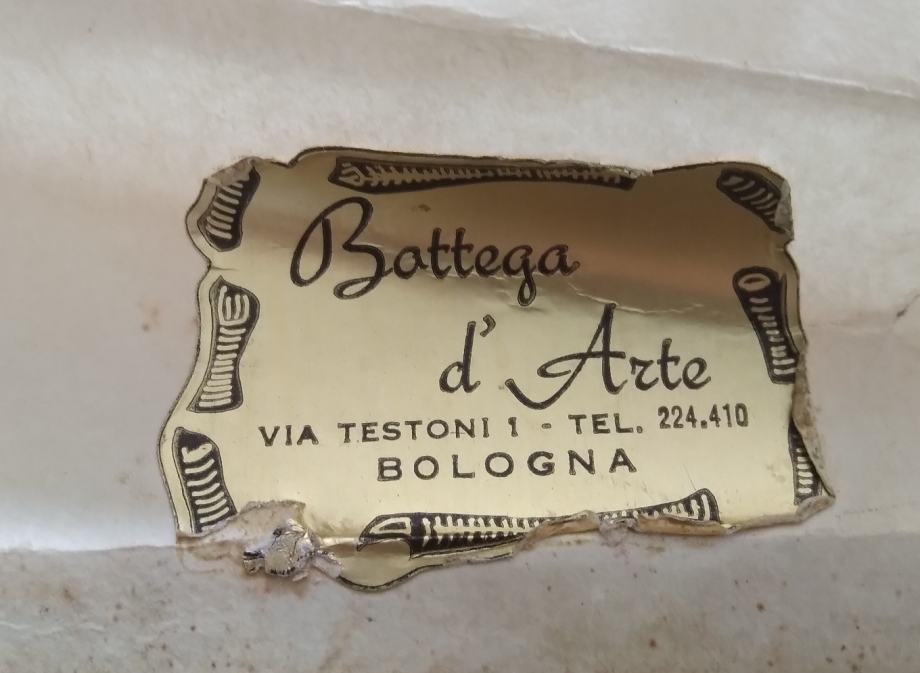 Bottega
d'Arte
VIA TESTONI 1 - TEL. 224.410
BOLOGNA